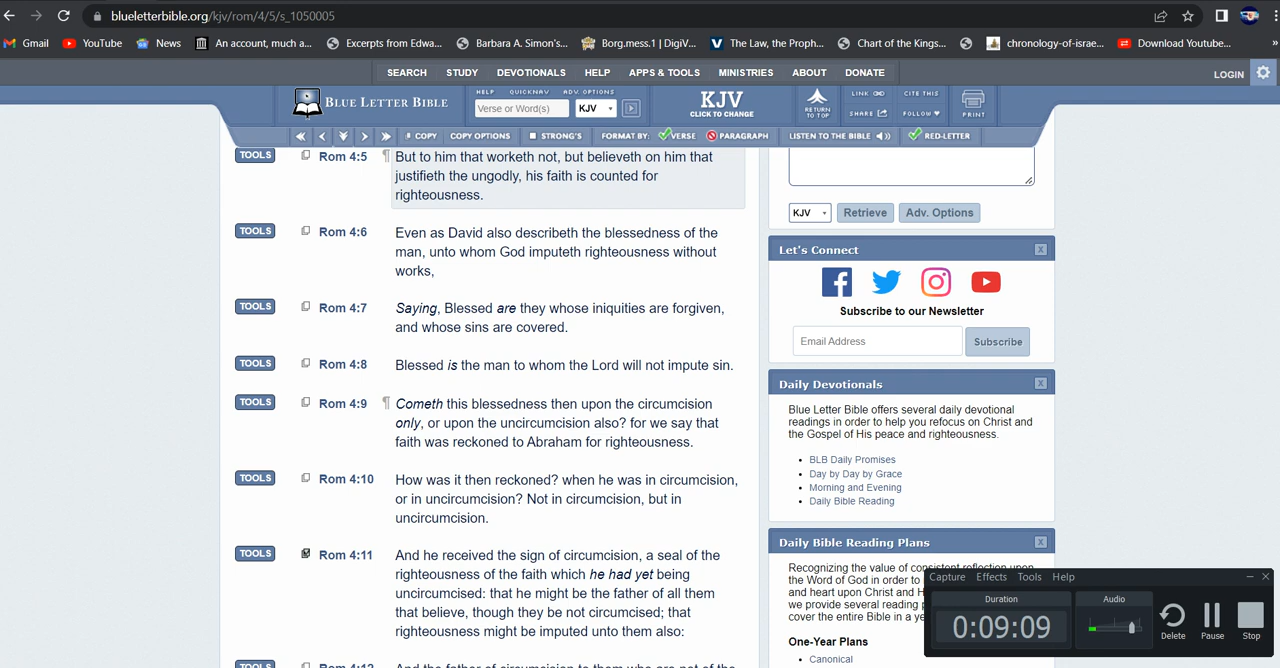 blueletterbible.org/kjv/rom/4/5/s_1050005
Gmail YouTube News An account, much a... Excerpts from Edwa... Barbara A. Simon's... Borg.mess.1 | DigiV... The Law, the Proph... Chart of the Kings... chronology-of-israe... Download Youtube... »
SEARCH STUDY DEVOTIONALS HELP APPS & TOOLS MINISTRIES ABOUT DONATE LOGIN
BLUE LETTER BIBLE
HELP QUICKNAV ADV. OPTIONS
Verse or Word(s) KJV
KJV
CLICK TO CHANGE
RETURN TO TOP
LINK CITE THIS
SHARE FOLLOW
PRINT
COPY COPY OPTIONS STRONG'S FORMAT BY: VERSE PARAGRAPH LISTEN TO THE BIBLE RED-LETTER
TOOLS Rom 4:5 ¶ But to him that worketh not, but believeth on him that
justifieth the ungodly, his faith is counted for
righteousness.
TOOLS Rom 4:6 Even as David also describeth the blessedness of the
man, unto whom God imputeth righteousness without
works,
TOOLS Rom 4:7 Saying, Blessed are they whose iniquities are forgiven,
and whose sins are covered.
TOOLS Rom 4:8 Blessed is the man to whom the Lord will not impute sin.
TOOLS Rom 4:9 ¶ Cometh this blessedness then upon the circumcision
only, or upon the uncircumcision also? for we say that
faith was reckoned to Abraham for righteousness.
TOOLS Rom 4:10 How was it then reckoned? when he was in circumcision,
or in uncircumcision? Not in circumcision, but in
uncircumcision.
TOOLS Rom 4:11 And he received the sign of circumcision, a seal of the
righteousness of the faith which he had yet being
uncircumcised: that he might be the father of all them
that believe, though they be not circumcised; that
righteousness might be imputed unto them also:
KJV Retrieve Adv. Options
Let's Connect X
Subscribe to our Newsletter
Email Address Subscribe
Daily Devotionals X
Blue Letter Bible offers several daily devotional
readings in order to help you refocus on Christ and
the Gospel of His peace and righteousness.
• BLB Daily Promises
• Day by Day by Grace
• Morning and Evening
• Daily Bible Reading
Daily Bible Reading Plans X
Recognizing the value of consistent reflection upon
the Word of God in order to
and heart upon Christ and H
we provide several reading p
cover the entire Bible in a ye
One-Year Plans
• Canonical
Capture Effects Tools Help
Duration
0:09:09
Audio
Delete Pause Stop